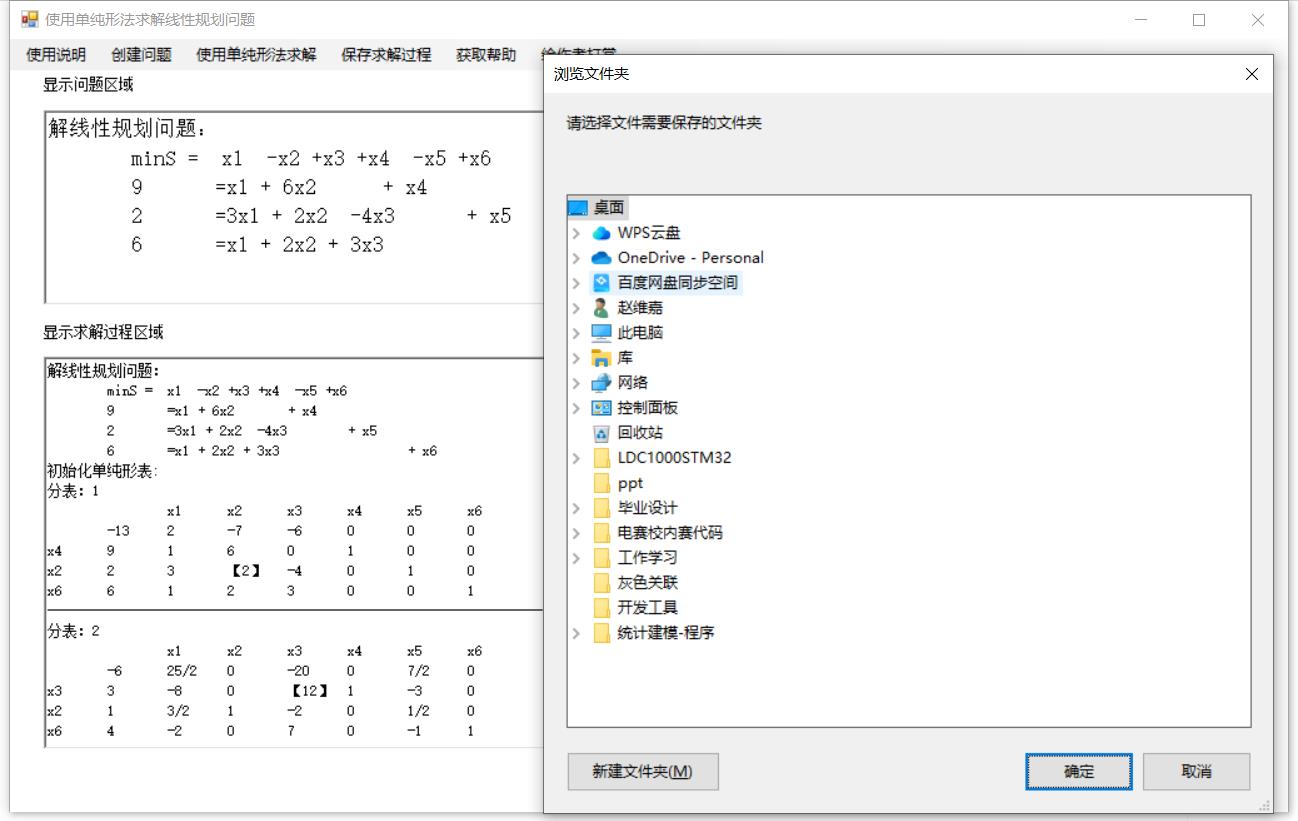 使用单纯形法求解线性规划问题
使用说明 创建问题 使用单纯形法求解 保存求解过程 获取帮助 给作者打赏
显示问题区域
解线性规划问题:
minS = x1 -x2 +x3 +x4 -x5 +x6
9 =x1 + 6x2 + x4
2 =3x1 + 2x2 -4x3 + x5
6 =x1 + 2x2 + 3x3
显示求解过程区域
解线性规划问题:
minS = x1 -x2 +x3 +x4 -x5 +x6
9 =x1 + 6x2 + x4
2 =3x1 + 2x2 -4x3 + x5
6 =x1 + 2x2 + 3x3 + x6
初始化单纯形表:
分表: 1
x1 x2 x3 x4 x5 x6
-13 2 -7 -6 0 0 0
x4 9 1 6 0 1 0 0
x2 2 3 【2】 -4 0 1 0
x6 6 1 2 3 0 0 1
分表: 2
x1 x2 x3 x4 x5 x6
-6 25/2 0 -20 0 7/2 0
x3 3 -8 0 【12】 1 -3 0
x2 1 3/2 1 -2 0 1/2 0
x6 4 -2 0 7 0 -1 1
浏览文件夹
请选择文件需要保存的文件夹
桌面
WPS云盘
OneDrive - Personal
百度网盘同步空间
赵维嘉
此电脑
库
网络
控制面板
回收站
LDC1000STM32
ppt
毕业设计
电赛校内赛代码
工作学习
灰色关联
开发工具
统计建模-程序
新建文件夹(M) 确定 取消